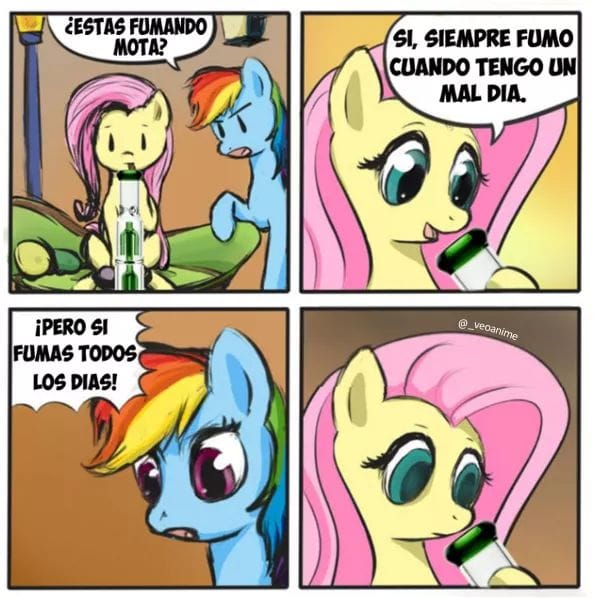 ¿ESTAS FUMANDO
MOTA?
SI, SIEMPRE FUMO
CUANDO TENGO UN
MAL DIA.
¡PERO SI
FUMAS TODOS
LOS DIAS!
@_veoanime